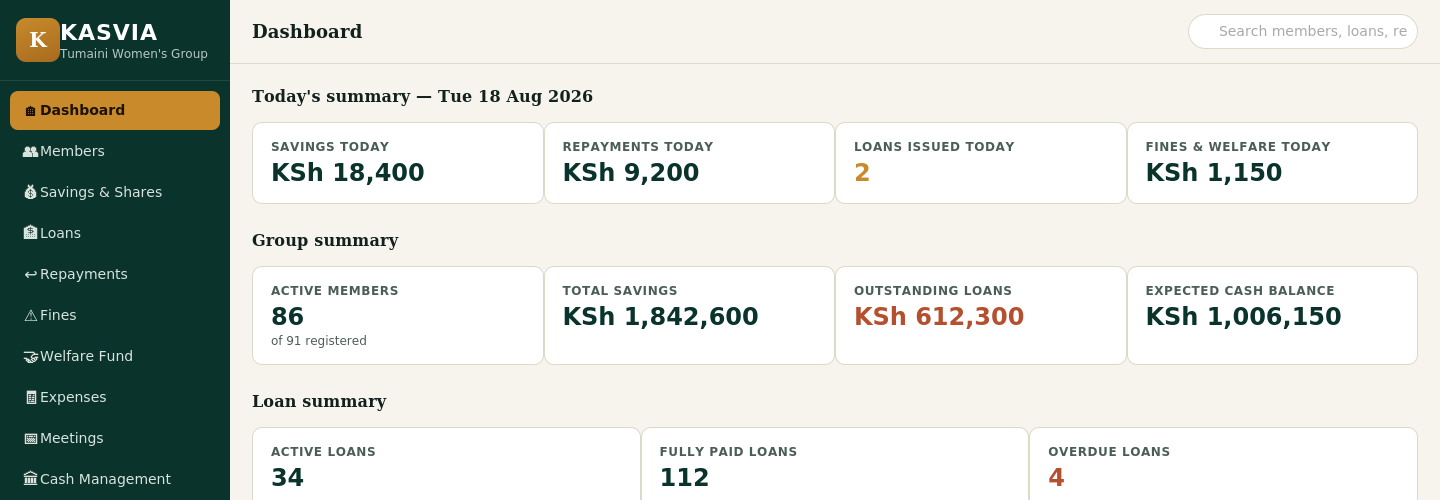 K
KASVIA
Tumaini Women's Group
Dashboard
Members
Savings & Shares
Loans
Repayments
Fines
Welfare Fund
Expenses
Meetings
Cash Management
Dashboard
Search members, loans, re
Today's summary — Tue 18 Aug 2026
SAVINGS TODAY
KSh 18,400
REPAYMENTS TODAY
KSh 9,200
LOANS ISSUED TODAY
2
FINES & WELFARE TODAY
KSh 1,150
Group summary
ACTIVE MEMBERS
86
of 91 registered
TOTAL SAVINGS
KSh 1,842,600
OUTSTANDING LOANS
KSh 612,300
EXPECTED CASH BALANCE
KSh 1,006,150
Loan summary
ACTIVE LOANS
34
FULLY PAID LOANS
112
OVERDUE LOANS
4